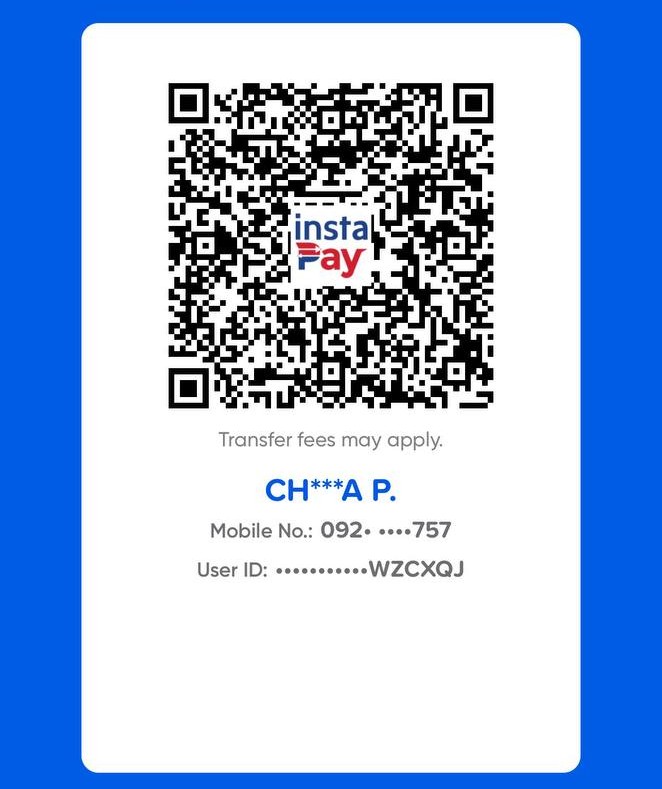 insta
Pay
Transfer fees may apply.
CH***A P.
Mobile No.: 092• ••••757
User ID: •••••••••••WZCXQJ